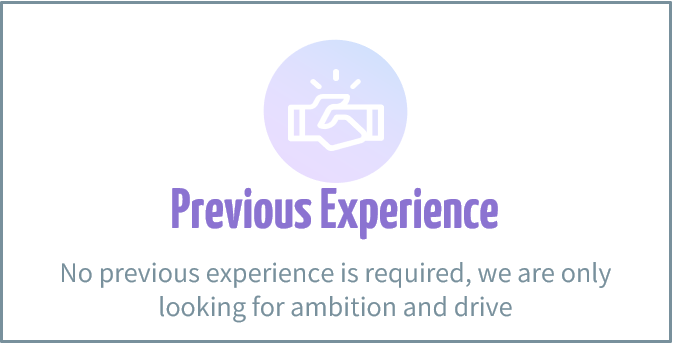 Previous Experience
No previous experience is required, we are only
looking for ambition and drive